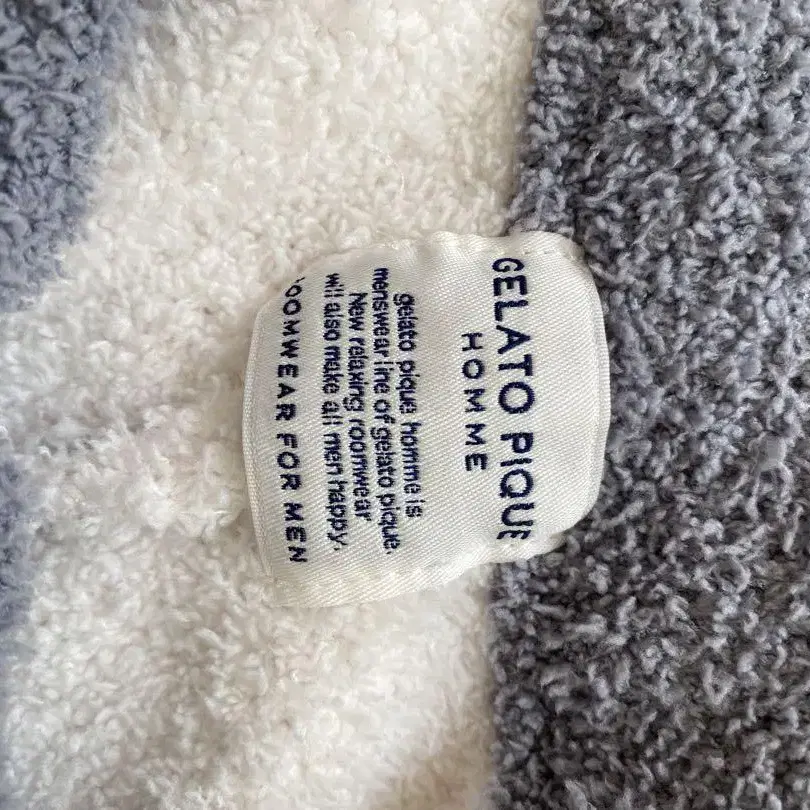 GELATO PIQUE
HOMME
gelato pique homme is
menswear line of gelato pique.
New relaxing roomwear
will also make all men happy.
ROOMWEAR FOR MEN